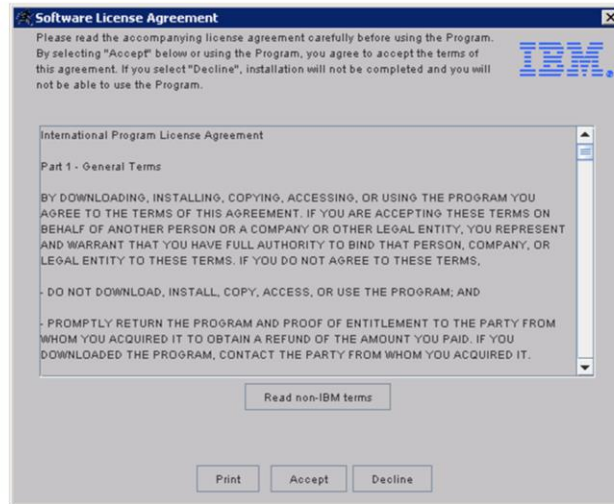 Software License Agreement
Please read the accompanying license agreement carefully before using the Program.
By selecting "Accept" below or using the Program, you agree to accept the terms of
this agreement. If you select "Decline", installation will not be completed and you will
not be able to use the Program.
IBM.
International Program License Agreement
Part 1 - General Terms
BY DOWNLOADING, INSTALLING, COPYING, ACCESSING, OR USING THE PROGRAM YOU
AGREE TO THE TERMS OF THIS AGREEMENT. IF YOU ARE ACCEPTING THESE TERMS ON
BEHALF OF ANOTHER PERSON OR A COMPANY OR OTHER LEGAL ENTITY, YOU REPRESENT
AND WARRANT THAT YOU HAVE FULL AUTHORITY TO BIND THAT PERSON, COMPANY, OR
LEGAL ENTITY TO THESE TERMS. IF YOU DO NOT AGREE TO THESE TERMS,
- DO NOT DOWNLOAD, INSTALL, COPY, ACCESS, OR USE THE PROGRAM; AND
- PROMPTLY RETURN THE PROGRAM AND PROOF OF ENTITLEMENT TO THE PARTY FROM
WHOM YOU ACQUIRED IT TO OBTAIN A REFUND OF THE AMOUNT YOU PAID. IF YOU
DOWNLOADED THE PROGRAM, CONTACT THE PARTY FROM WHOM YOU ACQUIRED IT.
Read non-IBM terms
Print Accept Decline